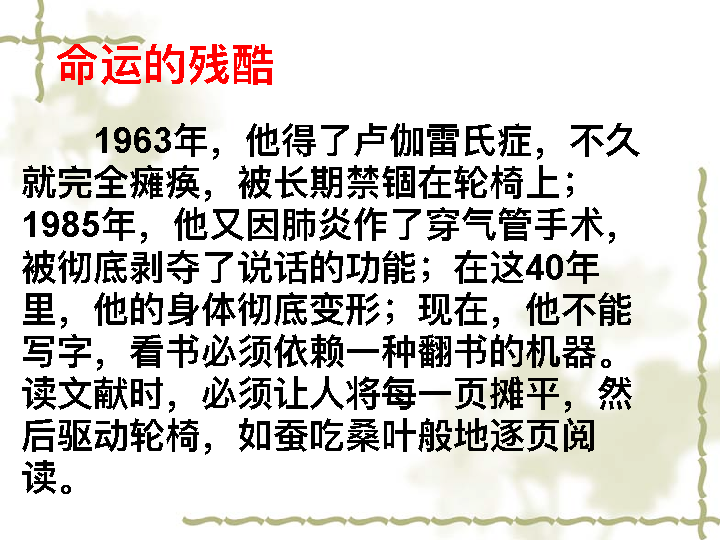 命运的残酷
1963年，他得了卢伽雷氏症，不久
就完全瘫痪，被长期禁锢在轮椅上；
1985年，他又因肺炎作了穿气管手术，
被彻底剥夺了说话的功能；在这40年
里，他的身体彻底变形；现在，他不能
写字，看书必须依赖一种翻书的机器。
读文献时，必须让人将每一页摊平，然
后驱动轮椅，如蚕吃桑叶般地逐页阅
读。